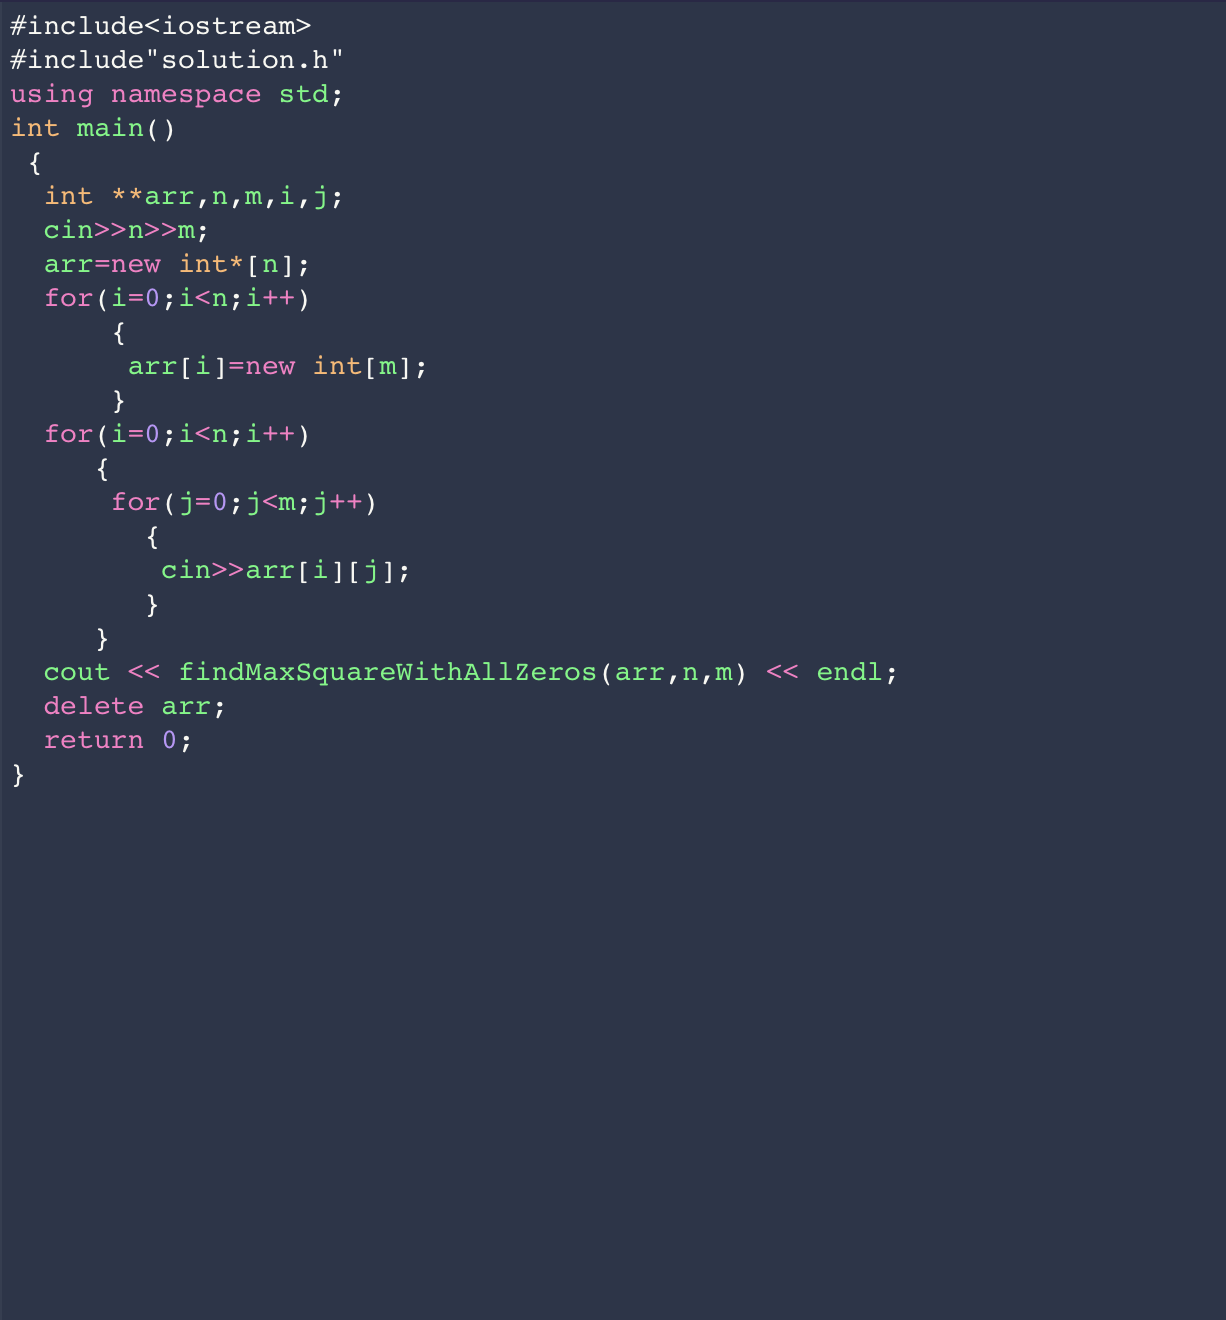 #include<iostream>
#include"solution.h"
using namespace std;
int main()
 {
  int **arr,n,m,i,j;
  cin>>n>>m;
  arr=new int*[n];
  for(i=0;i<n;i++)
      {
       arr[i]=new int[m];
      }
  for(i=0;i<n;i++)
     {
      for(j=0;j<m;j++)
        {
         cin>>arr[i][j];
        }
     }
  cout << findMaxSquareWithAllZeros(arr,n,m) << endl;
  delete arr;
  return 0;
}